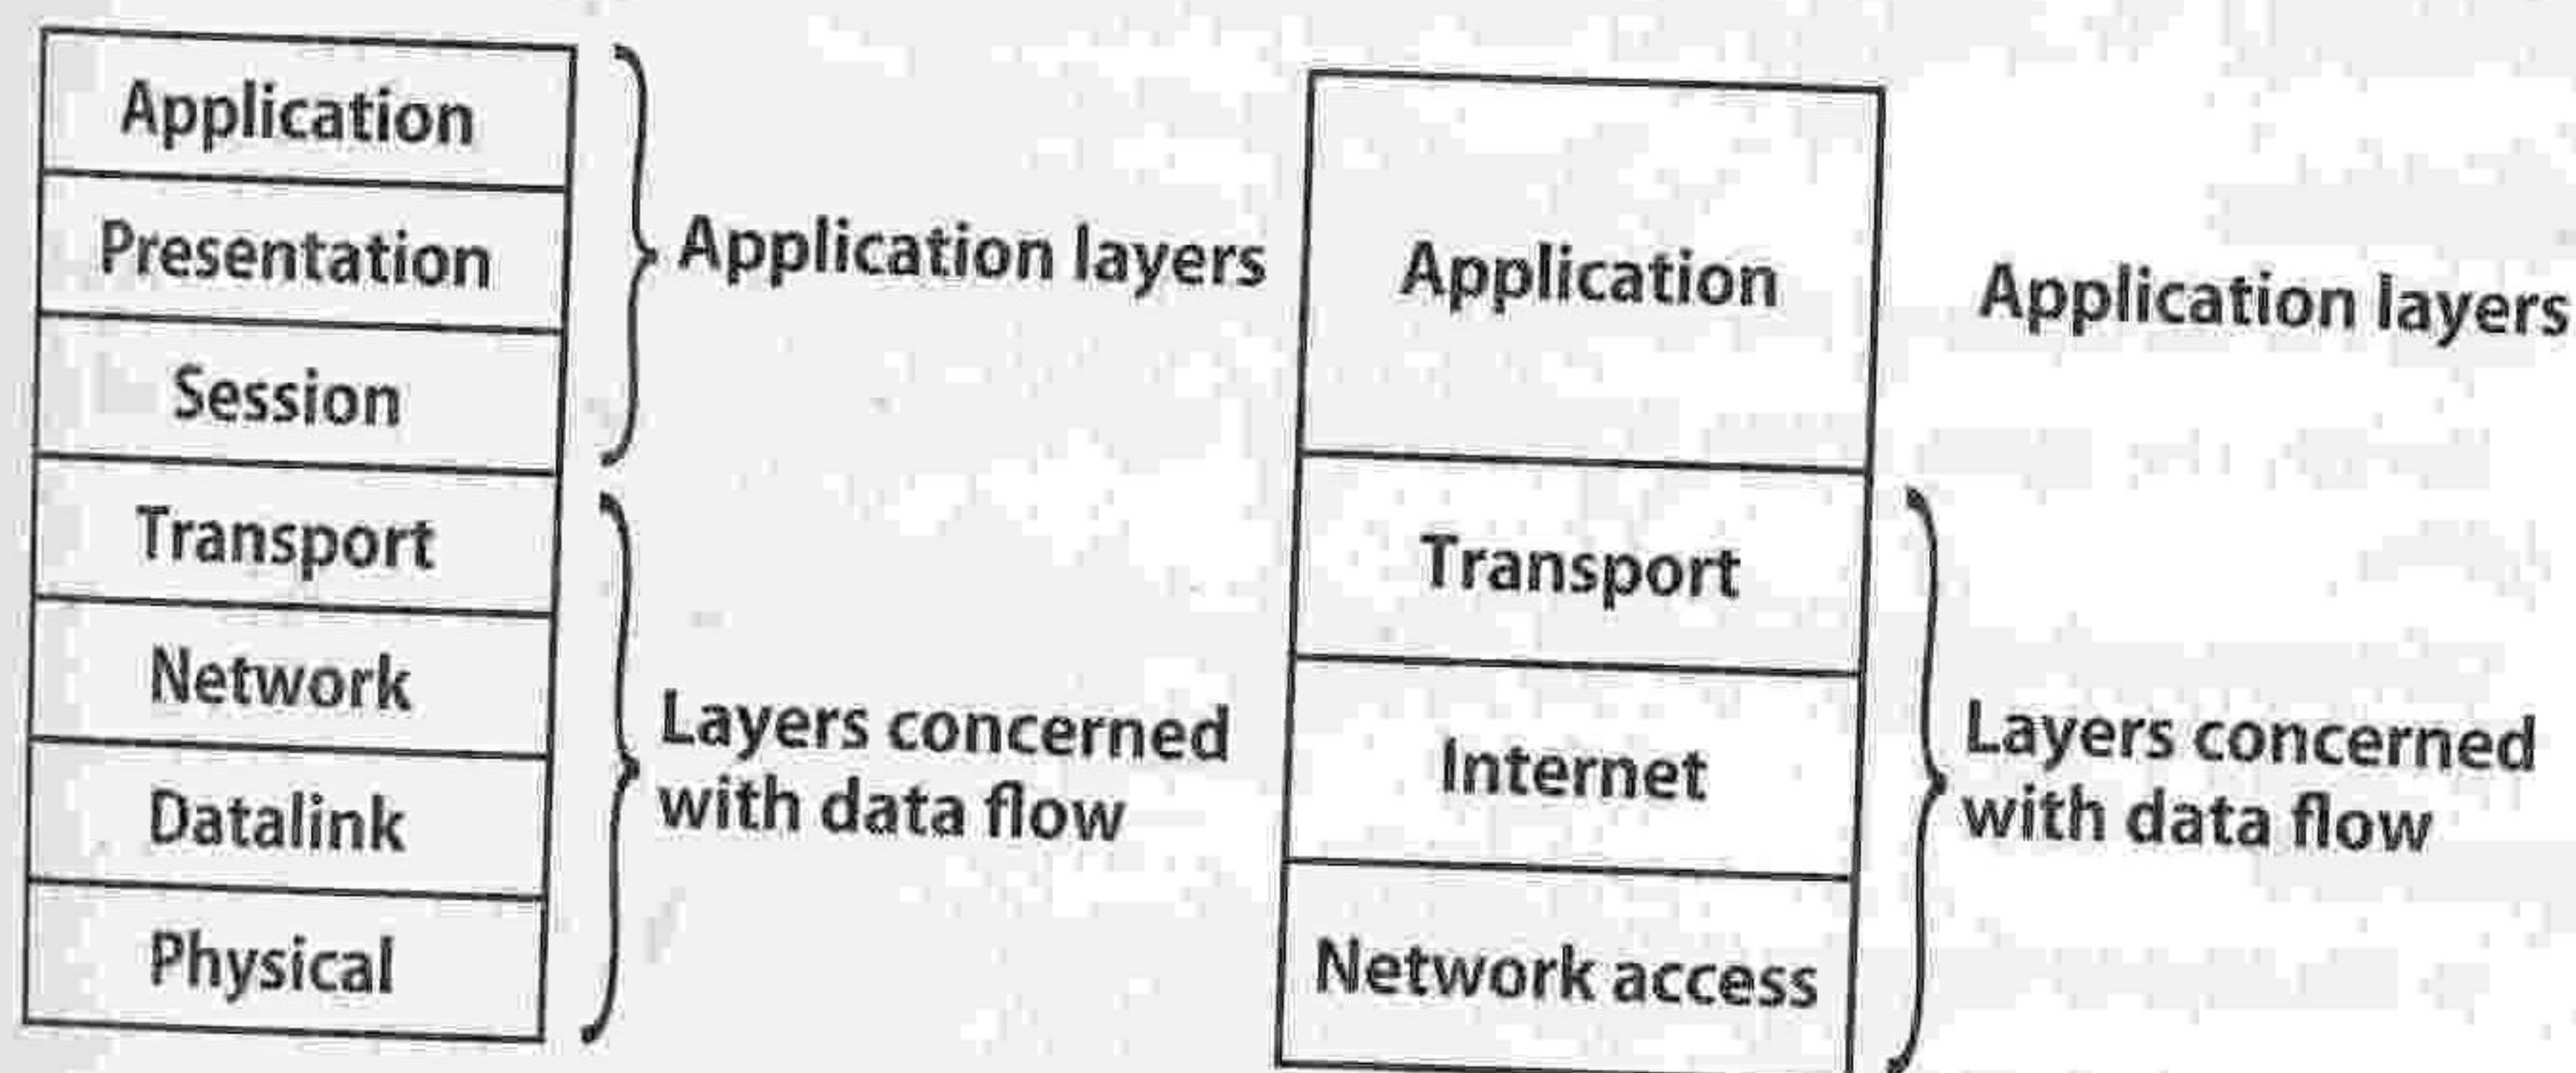 Application
Presentation
Session
Transport
Network
Datalink
Physical
Application layers
Layers concerned
with data flow
Application
Transport
Internet
Network access
Application layers
Layers concerned
with data flow